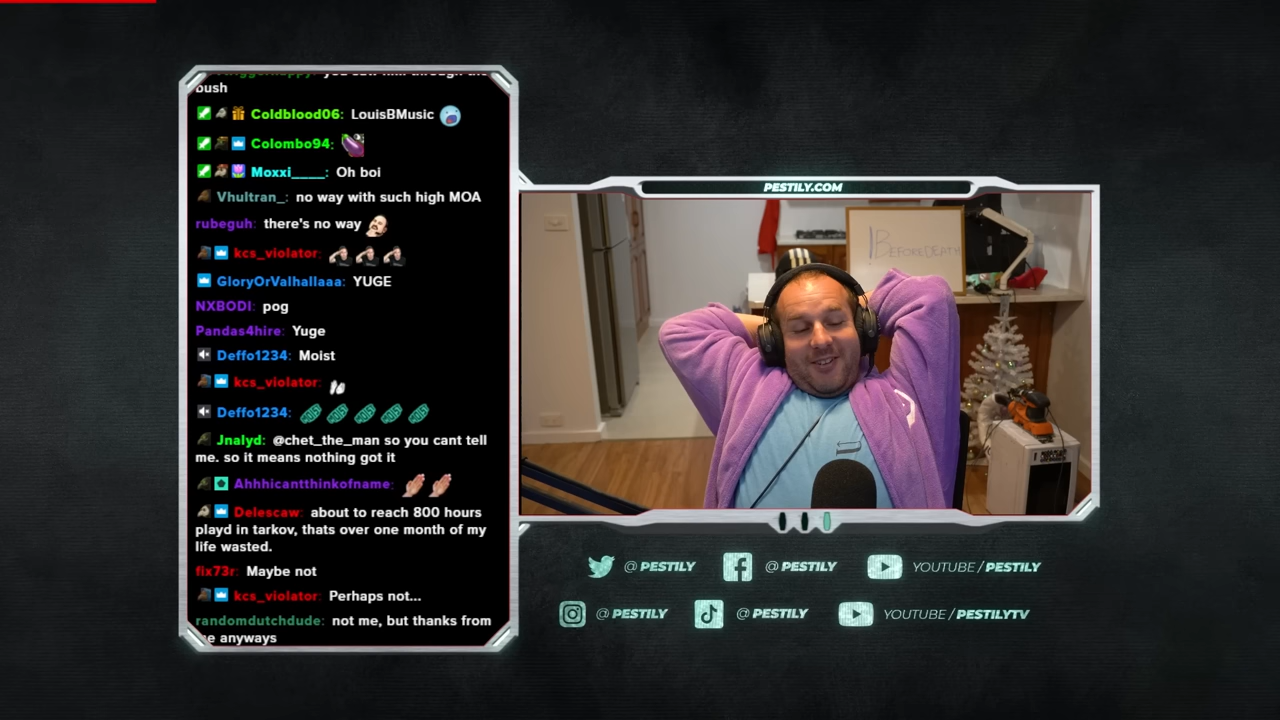 bush
Coldblood06: LouisBMusic
Colombo94:
Moxxi____: Oh boi
Vhultran_: no way with such high MOA
rubeguh: there's no way
kcs_violator:
GloryOrValhallaaa: YUGE
NXBODI: pog
Pandas4hire: Yuge
Deffo1234: Moist
kcs_violator:
Deffo1234:
Jnalyd: @chet_the_man so you cant tell
me. so it means nothing got it
Ahhhicantthinkofname:
Delescaw: about to reach 800 hours
playd in tarkov, thats over one month of my
life wasted.
fix73r: Maybe not
kcs_violator: Perhaps not...
randomdutchdude: not me, but thanks from
me anyways
PESTILY.COM
BEFOREDEATH
@PESTILY
@PESTILY
YOUTUBE/PESTILY
@PESTILY
@PESTILY
YOUTUBE/PESTILYTV